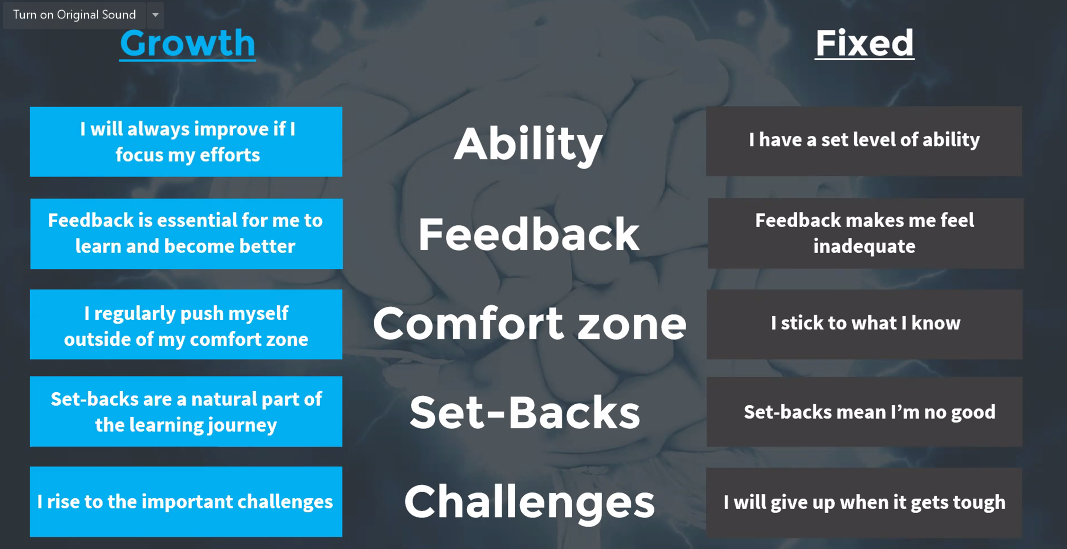 Turn on Original Sound
Growth
Fixed
I will always improve if I
focus my efforts
Ability
I have a set level of ability
Feedback is essential for me to
learn and become better
Feedback
Feedback makes me feel
inadequate
I regularly push myself
outside of my comfort zone
Comfort zone
I stick to what I know
Set-backs are a natural part of
the learning journey
Set-Backs
Set-backs mean I’m no good
I rise to the important challenges
Challenges
I will give up when it gets tough